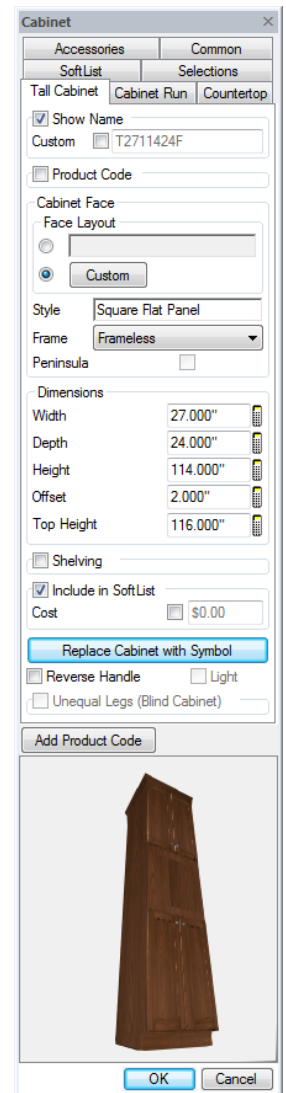 Cabinet
Accessories Common
SoftList Selections
Tall Cabinet Cabinet Run Countertop
Show Name
Custom T2711424F
Product Code
Cabinet Face
Face Layout
Custom
Style Square Flat Panel
Frame Frameless
Peninsula
Dimensions
Width 27.000"
Depth 24.000"
Height 114.000"
Offset 2.000"
Top Height 116.000"
Shelving
Include in SoftList
Cost $0.00
Replace Cabinet with Symbol
Reverse Handle Light
Unequal Legs (Blind Cabinet)
Add Product Code
OK Cancel